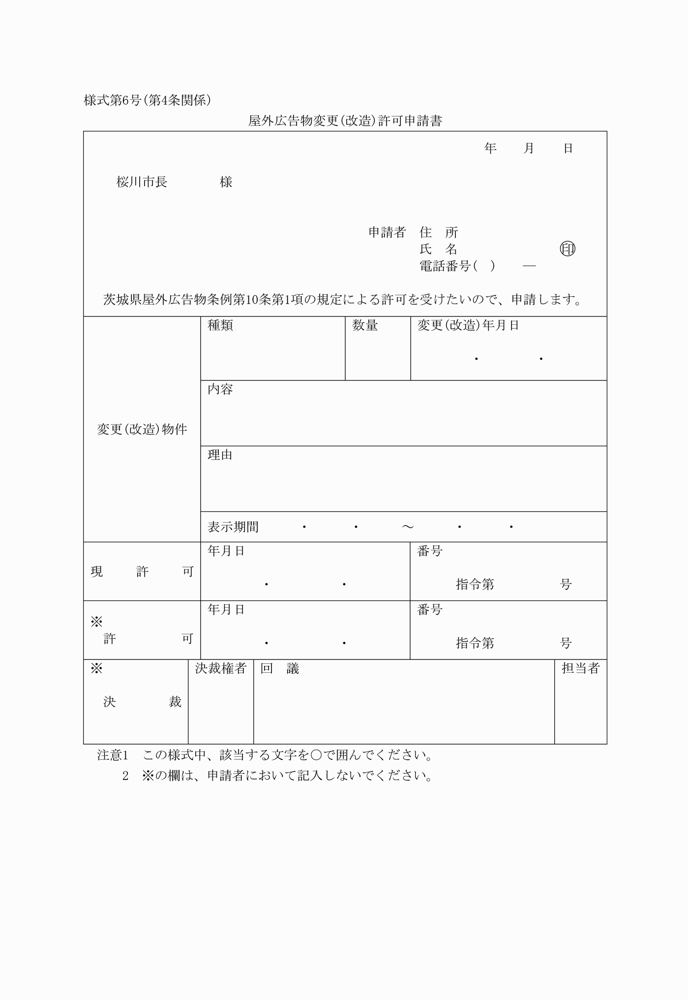 様式第6号(第4条関係)
屋外広告物変更(改造)許可申請書
年　　月　　日
桜川市長　　　　様
申請者　住　所
氏　名　　　　　　　　㊞
電話番号(　)　　―
茨城県屋外広告物条例第10条第1項の規定による許可を受けたいので、申請します。
変更(改造)物件
種類
数量
変更(改造)年月日
・　　　　・
内容
理由
表示期間　　　・　　　・　　　～　　　・　　　・
現　　許　　可
年月日
・　　　　　・
番号
指令第　　　　　号
※
許　　　　　可
年月日
・　　　　　・
番号
指令第　　　　　号
※
決　　　　裁
決裁権者
回　議
担当者
注意1　この様式中、該当する文字を○で囲んでください。
2　※の欄は、申請者において記入しないでください。